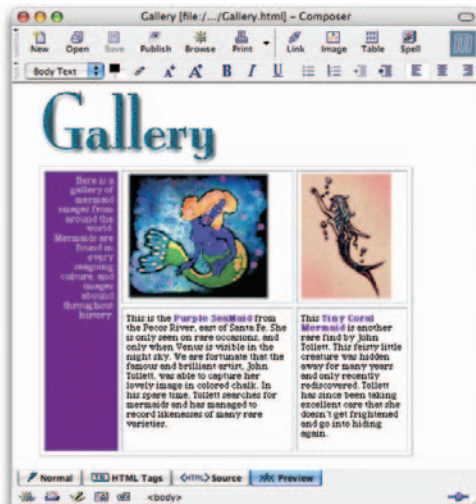 Gallery [file:/.../Gallery.html] – Composer
New Open Save Publish Browse Print Link Image Table Spell
Body Text B I U
Gallery
Here is a
gallery of
mermaid
images from
around the
world.
Mermaids are
found in
every
seagoing
culture, and
images
abound
throughout
history.
This is the Purple SeaMaid from
the Pecor River, east of Santa Fe. She
is only seen on rare occasions, and
only when Venus is visible in the
night sky. We are fortunate that the
famous and brilliant artist, John
Tollett, was able to capture her
lovely image in colored chalk. In
his spare time, Tollett searches for
mermaids and has managed to
record likenesses of many rare
varieties.
This Tiny Coral
Mermaid is another
rare find by John
Tollett. This feisty little
creature was hidden
away for many years
and only recently
rediscovered. Tollett
has since been taking
excellent care that she
doesn't get frightened
and go into hiding
again.
Normal HTML Tags <HTML> Source Preview
<body>